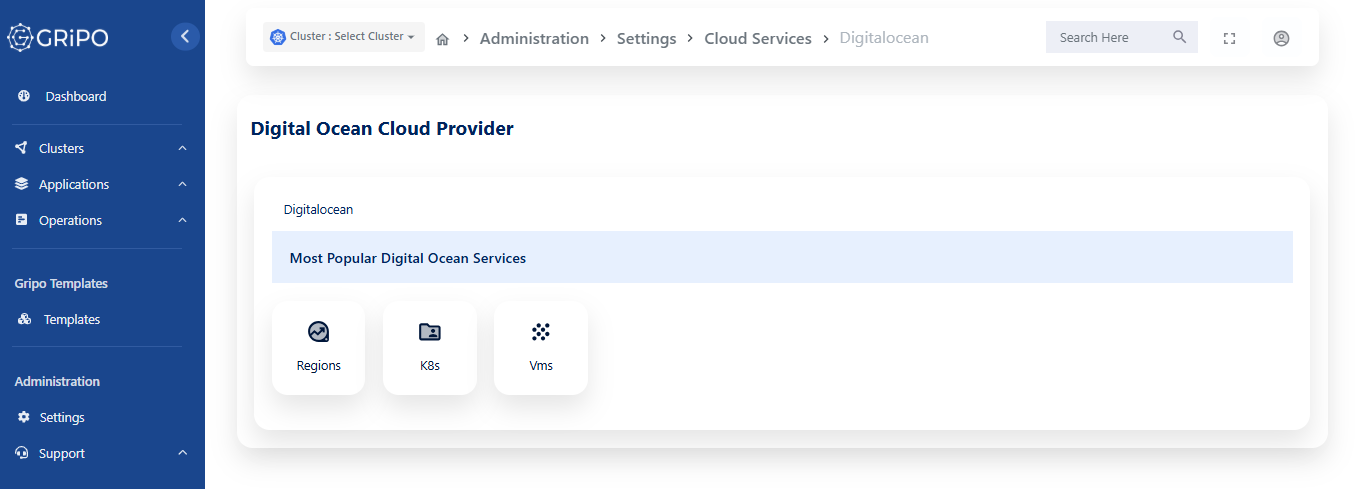 GRiPO
Dashboard
Clusters
Applications
Operations
Gripo Templates
Templates
Administration
Settings
Support
Cluster : Select Cluster
Administration > Settings > Cloud Services > Digitalocean
Search Here
Digital Ocean Cloud Provider
Digitalocean
Most Popular Digital Ocean Services
Regions
K8s
Vms